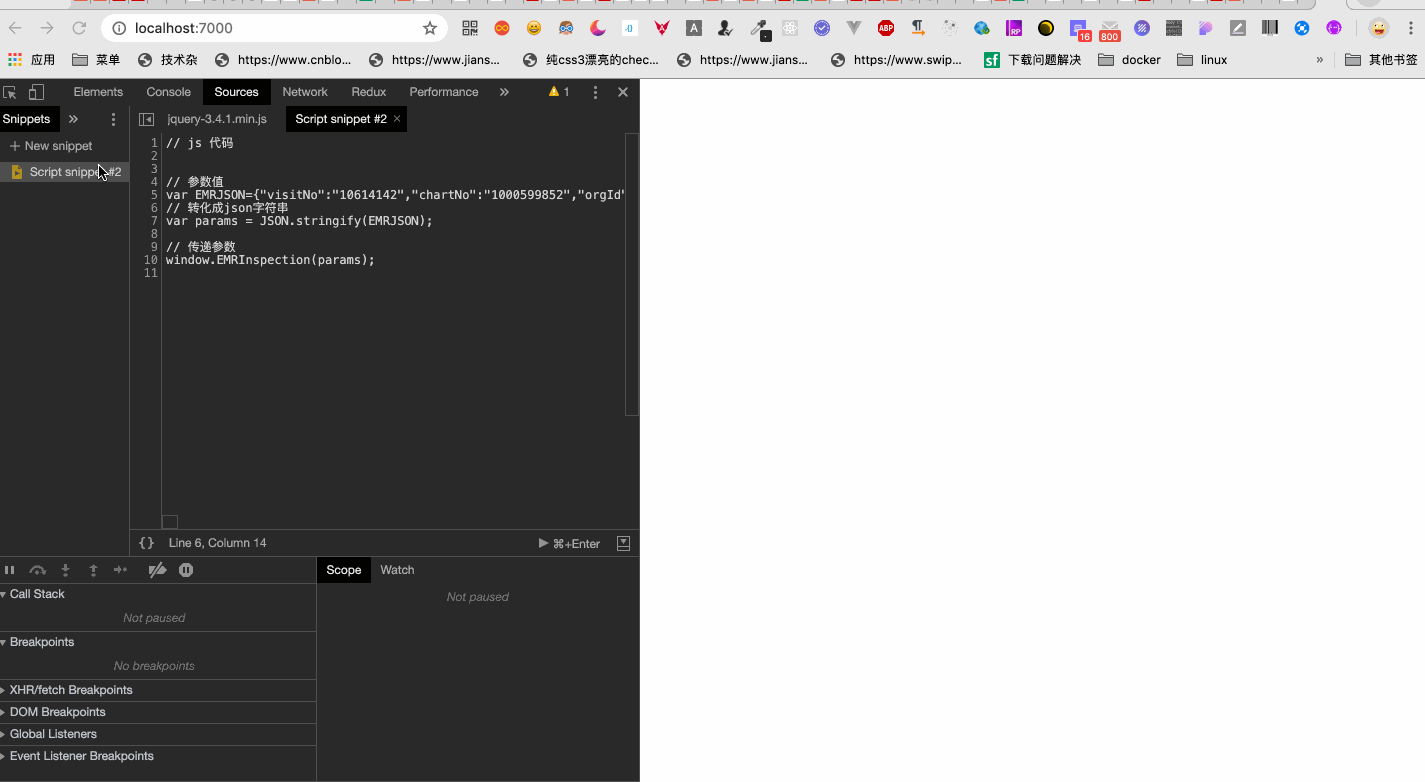 localhost:7000
16
800
ABP
RP
A
应用
菜单
技术杂
https://www.cnblo...
https://www.jians...
纯css3漂亮的chec...
https://www.jians...
https://www.swip...
sf
下载问题解决
docker
linux
»
其他书签
Elements
Console
Sources
Network
Redux
Performance
»
1
Snippets
»
jquery-3.4.1.min.js
Script snippet #2 ×
+ New snippet
Script snippet #2
1 // js 代码
2
3
4 // 参数值
5 var EMRJSON={"visitNo":"10614142","chartNo":"1000599852","orgId"
6 // 转化成json字符串
7 var params = JSON.stringify(EMRJSON);
8
9 // 传递参数
10 window.EMRInspection(params);
11
{} Line 6, Column 14
⌘+Enter
Scope
Watch
Call Stack
Not paused
Not paused
Breakpoints
No breakpoints
XHR/fetch Breakpoints
DOM Breakpoints
Global Listeners
Event Listener Breakpoints